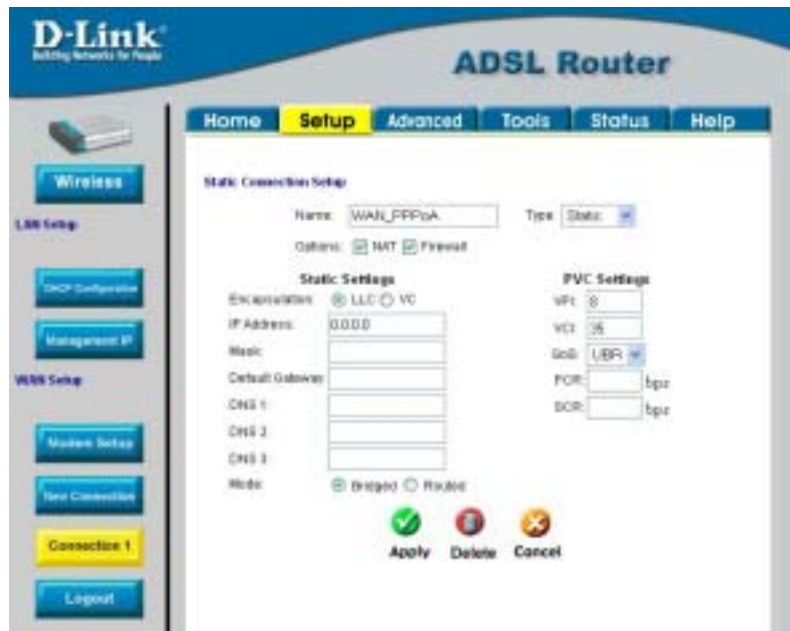 D-Link
Building Networks for People
ADSL Router
Home Setup Advanced Tools Status Help
Wireless
LAN Setup
DHCP Configuration
Management IP
WAN Setup
Modem Setup
New Connection
Connection 1
Logout
Static Connection Setup
Name: WAN_PPPoA Type: Static
Options: NAT Firewall
Static Settings
Encapsulation: LLC VC
IP Address: 0.0.0.0
Mask:
Default Gateway:
DNS 1:
DNS 2:
DNS 3:
Mode: Bridged Routed
PVC Settings
VPI: 8
VCI: 35
QoS: UBR
PCR: bps
SCR: bps
Apply Delete Cancel